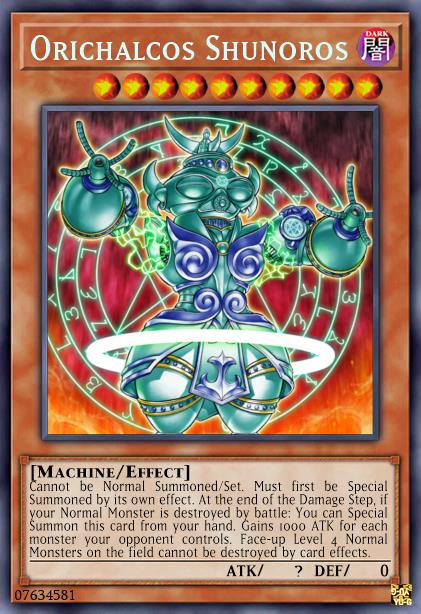 ORICHALCOS SHUNOROS
DARK
闇
[MACHINE/EFFECT]
Cannot be Normal Summoned/Set. Must first be Special
Summoned by its own effect. At the end of the Damage Step, if
your Normal Monster is destroyed by battle: You can Special
Summon this card from your hand. Gains 1000 ATK for each
monster your opponent controls. Face-up Level 4 Normal
Monsters on the field cannot be destroyed by card effects.
ATK/ ? DEF/ 0
07634581